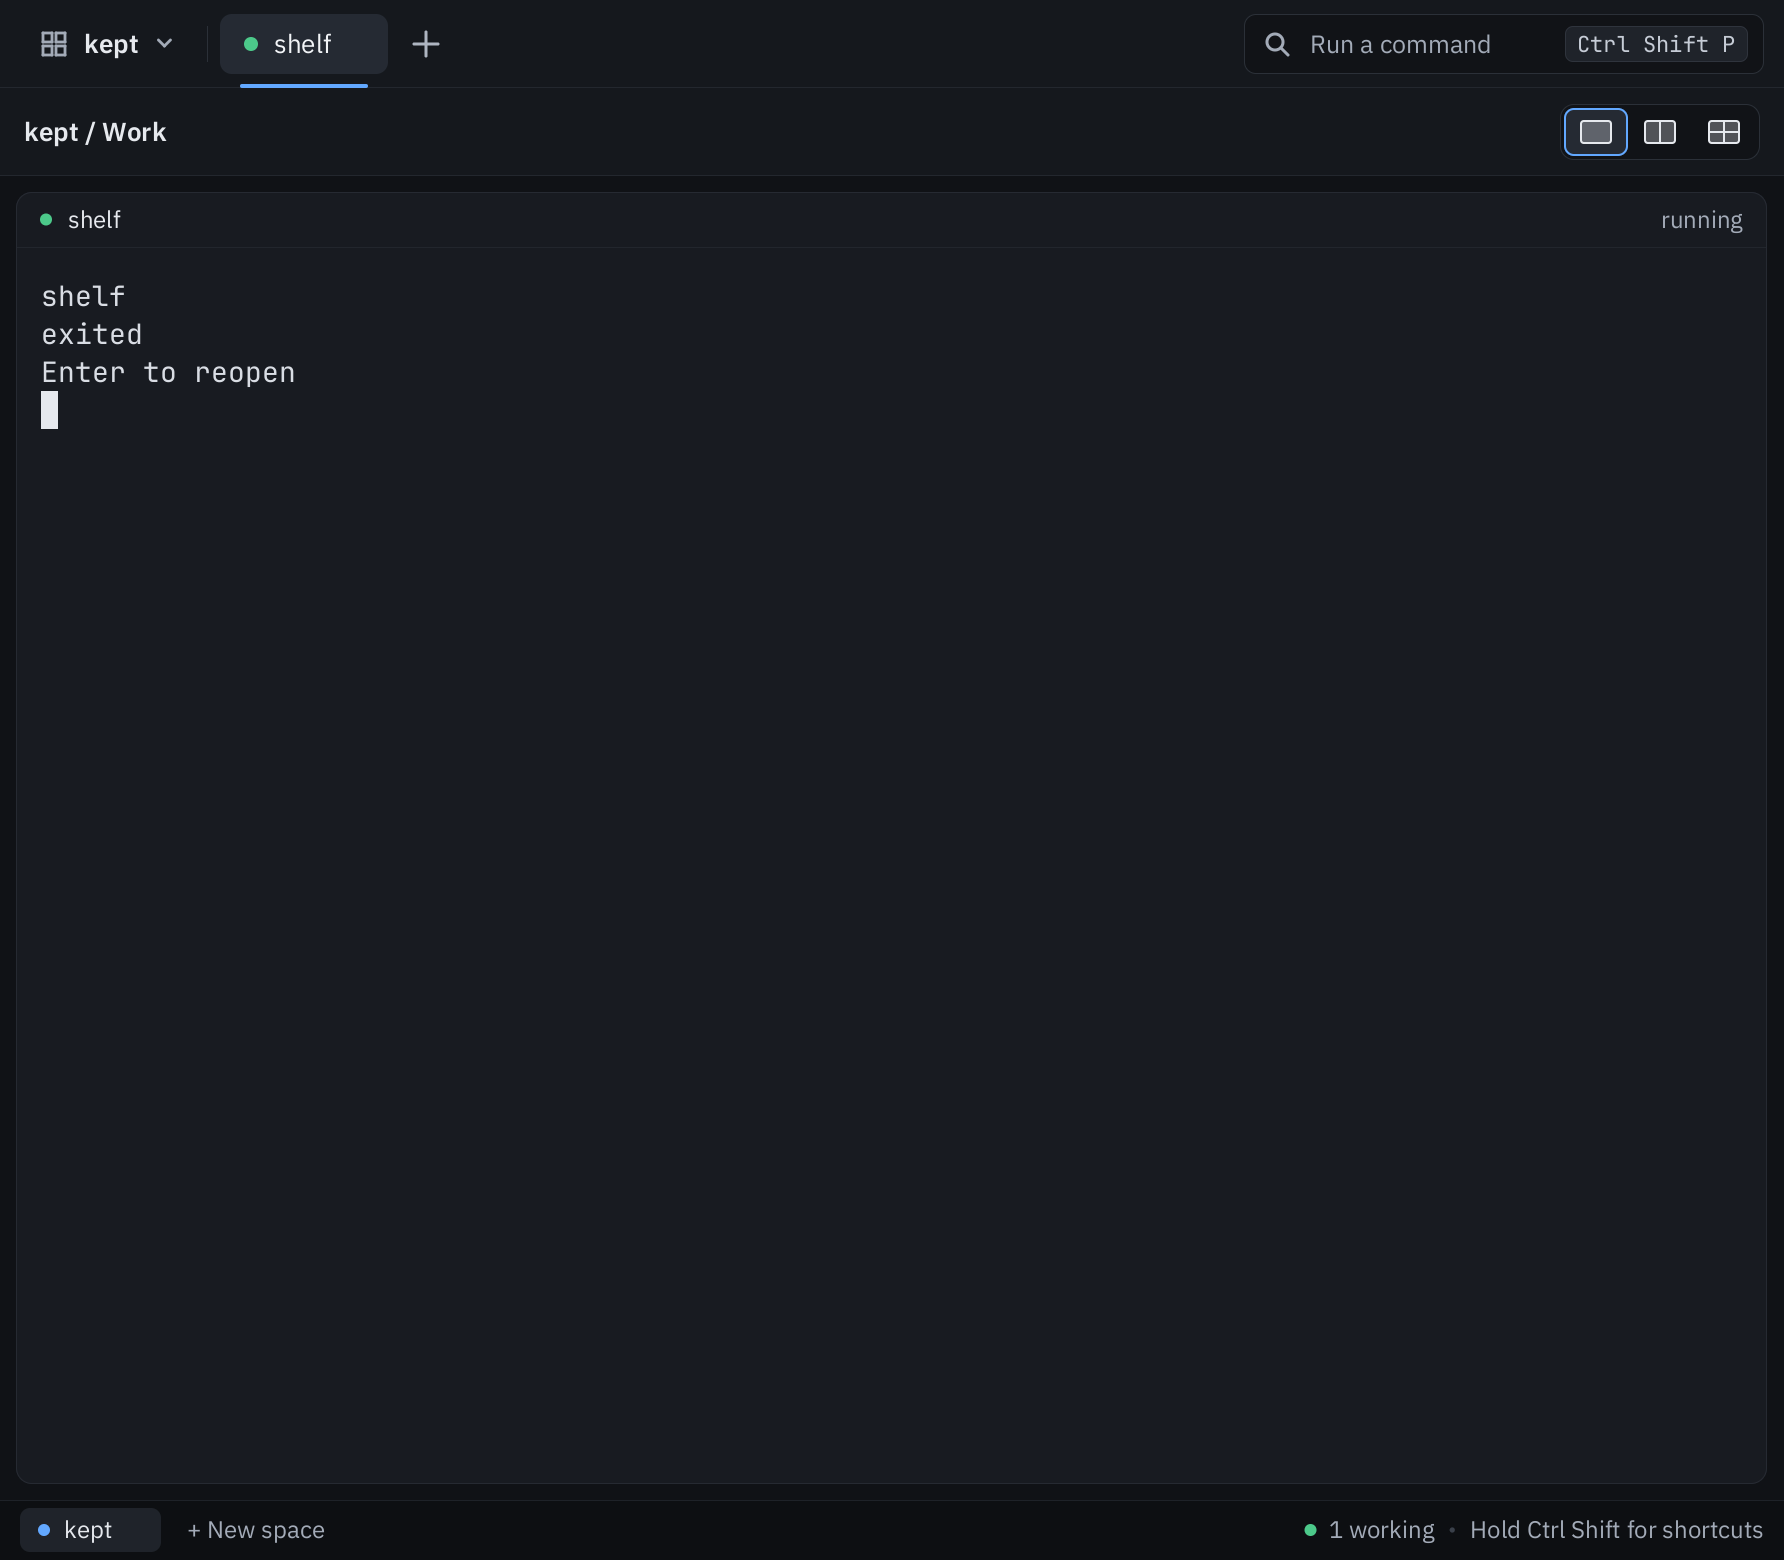 kept
shelf
Run a command
Ctrl Shift P
kept / Work
shelf
running
shelf
exited
Enter to reopen
kept
+ New space
1 working • Hold Ctrl Shift for shortcuts